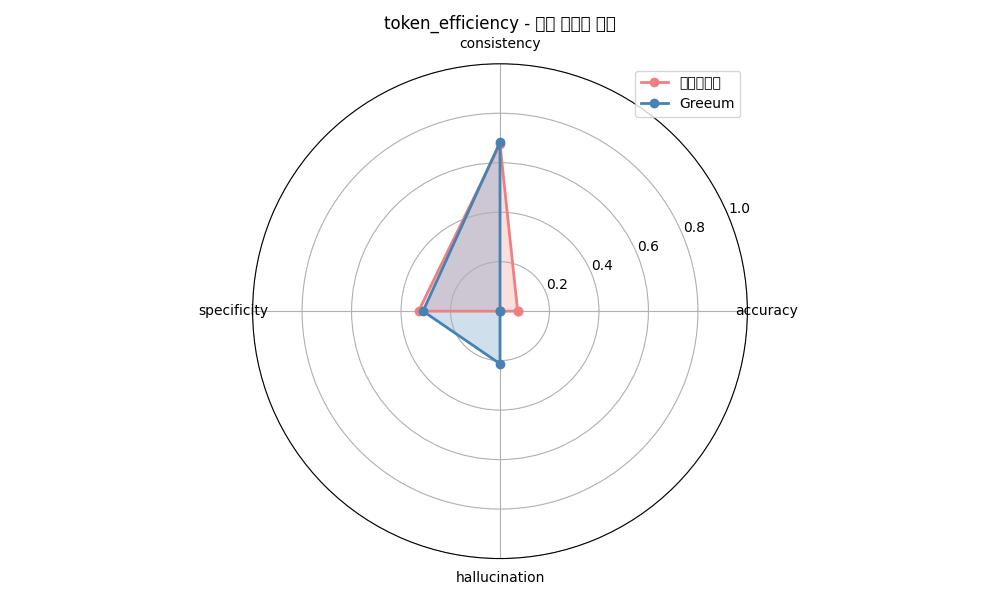 token_efficiency -
consistency
Greeum
1.0
0.8
0.6
0.4
0.2
specificity
accuracy
hallucination